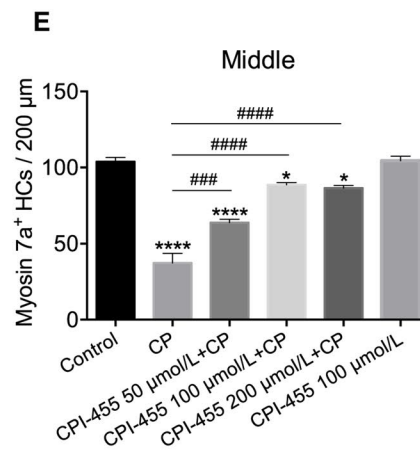 E
Middle
Myosin 7a⁺ HCs / 200 μm
150
100
50
0
####
####
###
****
****
*
*
Control
CP
CPI-455 50 μmol/L+CP
CPI-455 100 μmol/L+CP
CPI-455 200 μmol/L+CP
CPI-455 100 μmol/L